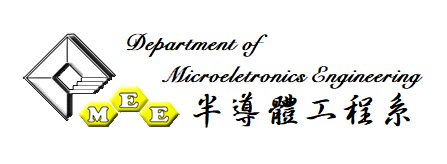 Department of
Microeletronics Engineering
MEE
半導體工程系